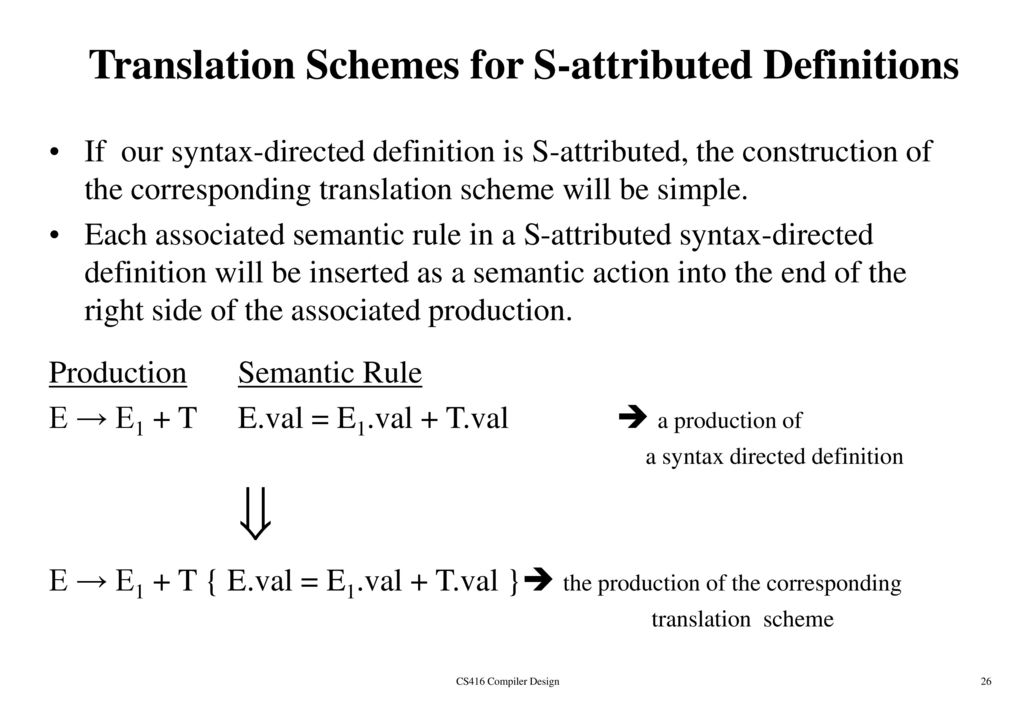 Translation Schemes for S-attributed Definitions
• If our syntax-directed definition is S-attributed, the construction of
the corresponding translation scheme will be simple.
• Each associated semantic rule in a S-attributed syntax-directed
definition will be inserted as a semantic action into the end of the
right side of the associated production.
Production Semantic Rule
E → E₁ + T E.val = E₁.val + T.val ➔ a production of
a syntax directed definition
⇓
E → E₁ + T { E.val = E₁.val + T.val }➔ the production of the corresponding
translation scheme
CS416 Compiler Design 26